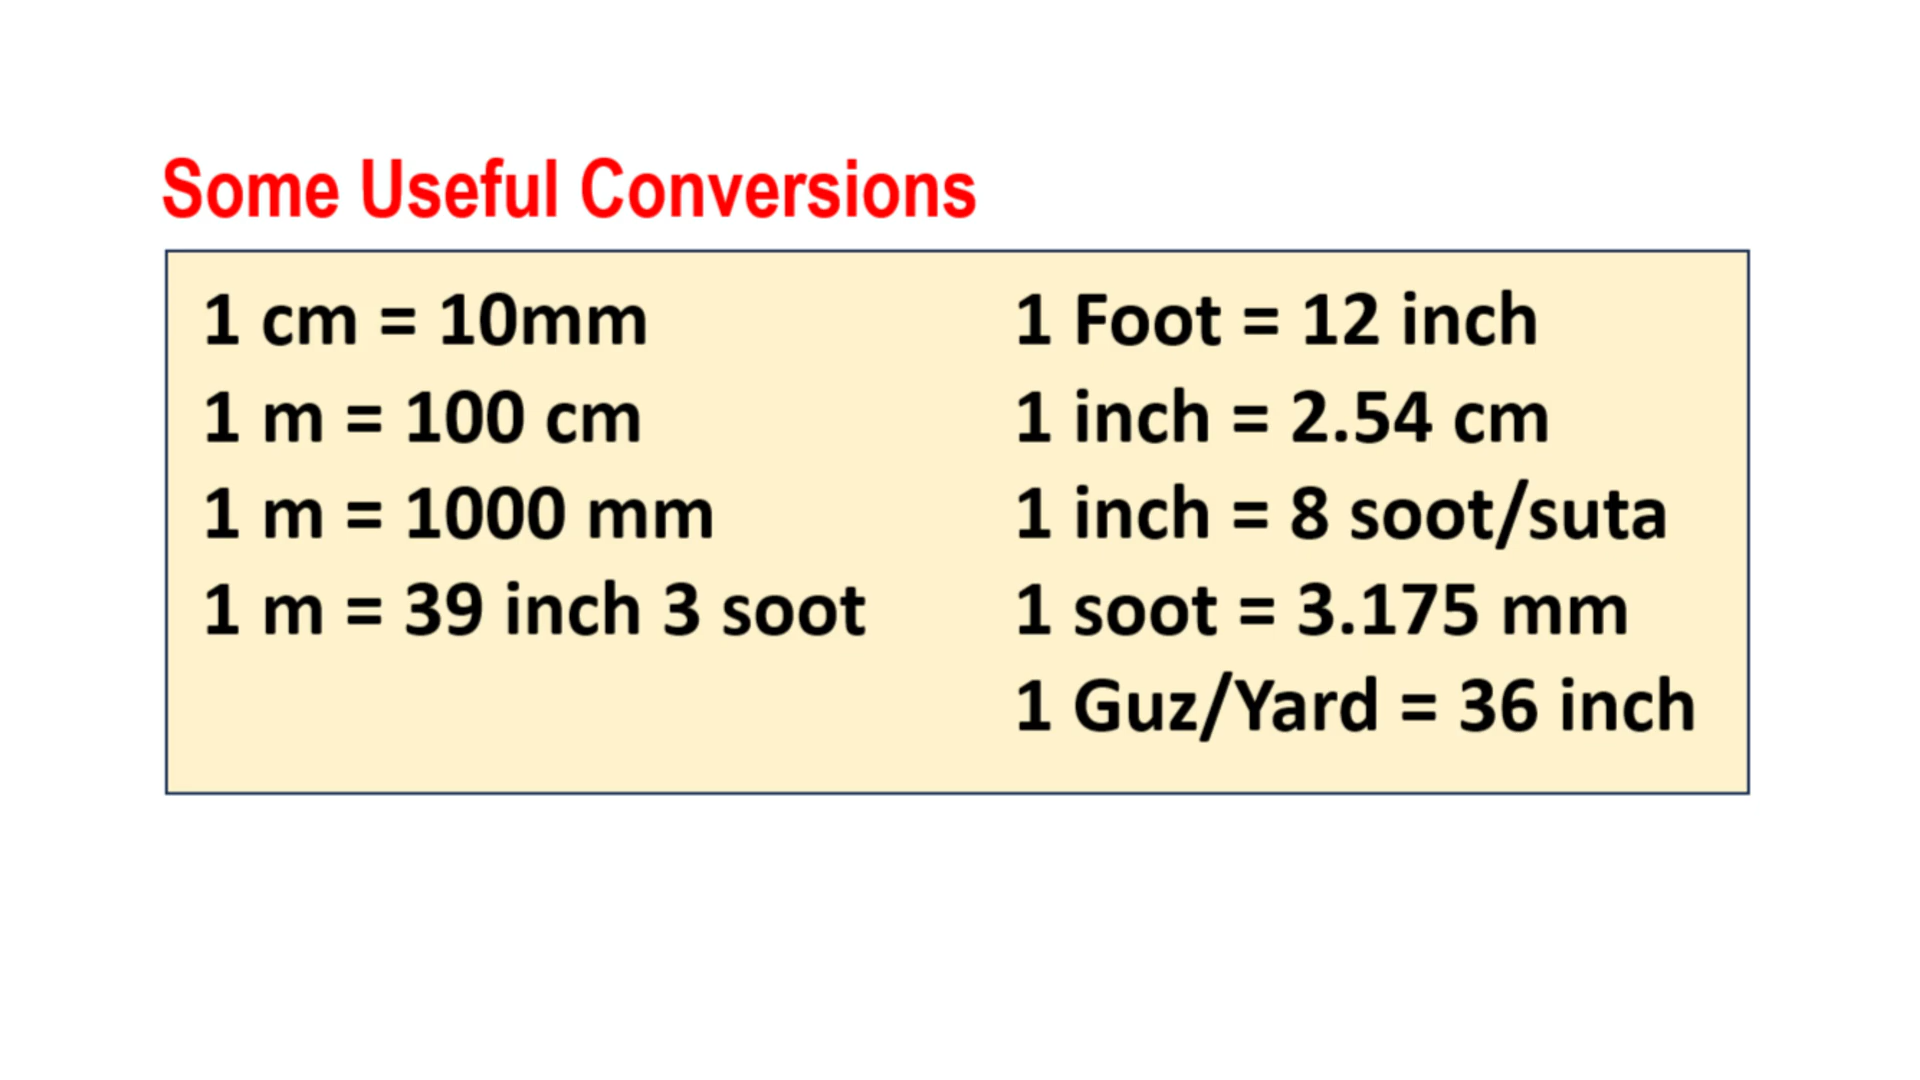 Some Useful Conversions
1 cm = 10mm
1 m = 100 cm
1 m = 1000 mm
1 m = 39 inch 3 soot
1 Foot = 12 inch
1 inch = 2.54 cm
1 inch = 8 soot/suta
1 soot = 3.175 mm
1 Guz/Yard = 36 inch